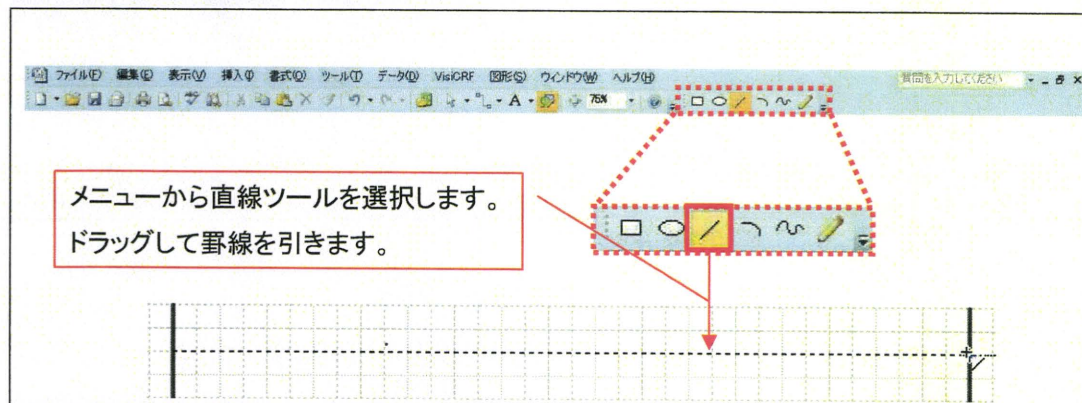 ファイル(F) 編集(E) 表示(V) 挿入(I) 書式(O) ツール(T) データ(D) VisiCRF 図形(S) ウィンドウ(W) ヘルプ(H) 質問を入力してください
A 75%
メニューから直線ツールを選択します。
ドラッグして罫線を引きます。